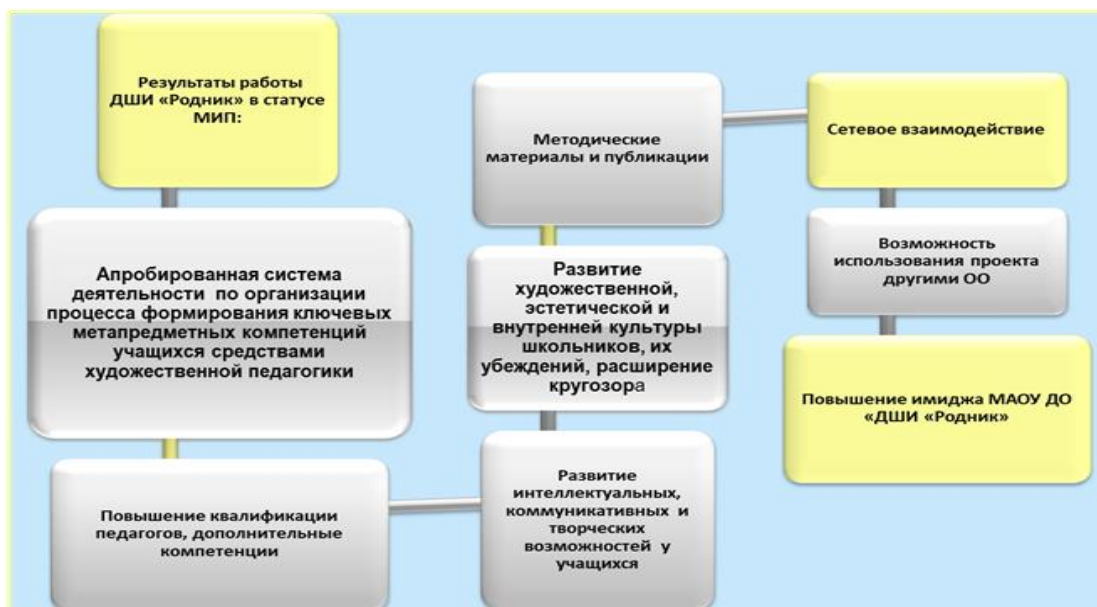 Результаты работы
ДШИ «Родник» в статусе
МИП:
Апробированная система
деятельности по организации
процесса формирования ключевых
метапредметных компетенций
учащихся средствами
художественной педагогики
Повышение квалификации
педагогов, дополнительные
компетенции
Развитие
интеллектуальных,
коммуникативных и
творческих
возможностей у
учащихся
Развитие
художественной,
эстетической и
внутренней культуры
школьников, их
убеждений, расширение
кругозора
Методические
материалы и публикации
Сетевое взаимодействие
Возможность
использования проекта
другими ОО
Повышение имиджа МАОУ ДО
«ДШИ «Родник»